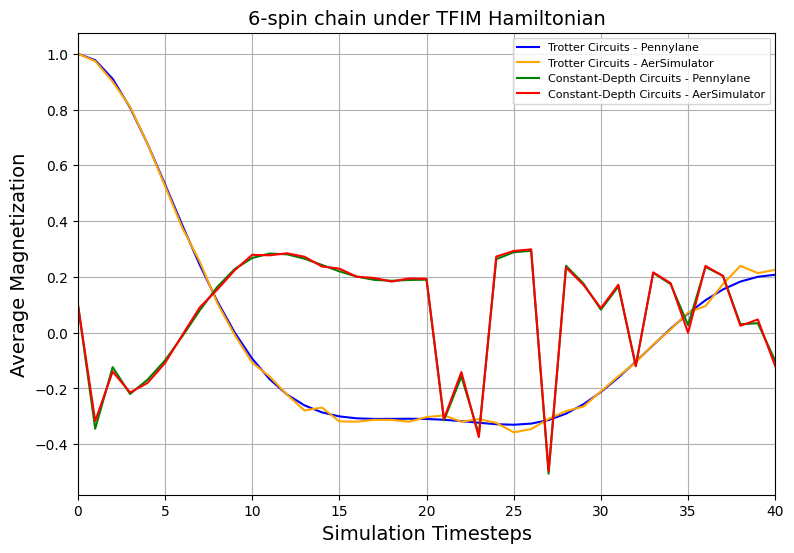 6-spin chain under TFIM Hamiltonian
Trotter Circuits - Pennylane
Trotter Circuits - AerSimulator
Constant-Depth Circuits - Pennylane
Constant-Depth Circuits - AerSimulator
Average Magnetization
1.0
0.8
0.6
0.4
0.2
0.0
−0.2
−0.4
0 5 10 15 20 25 30 35 40
Simulation Timesteps